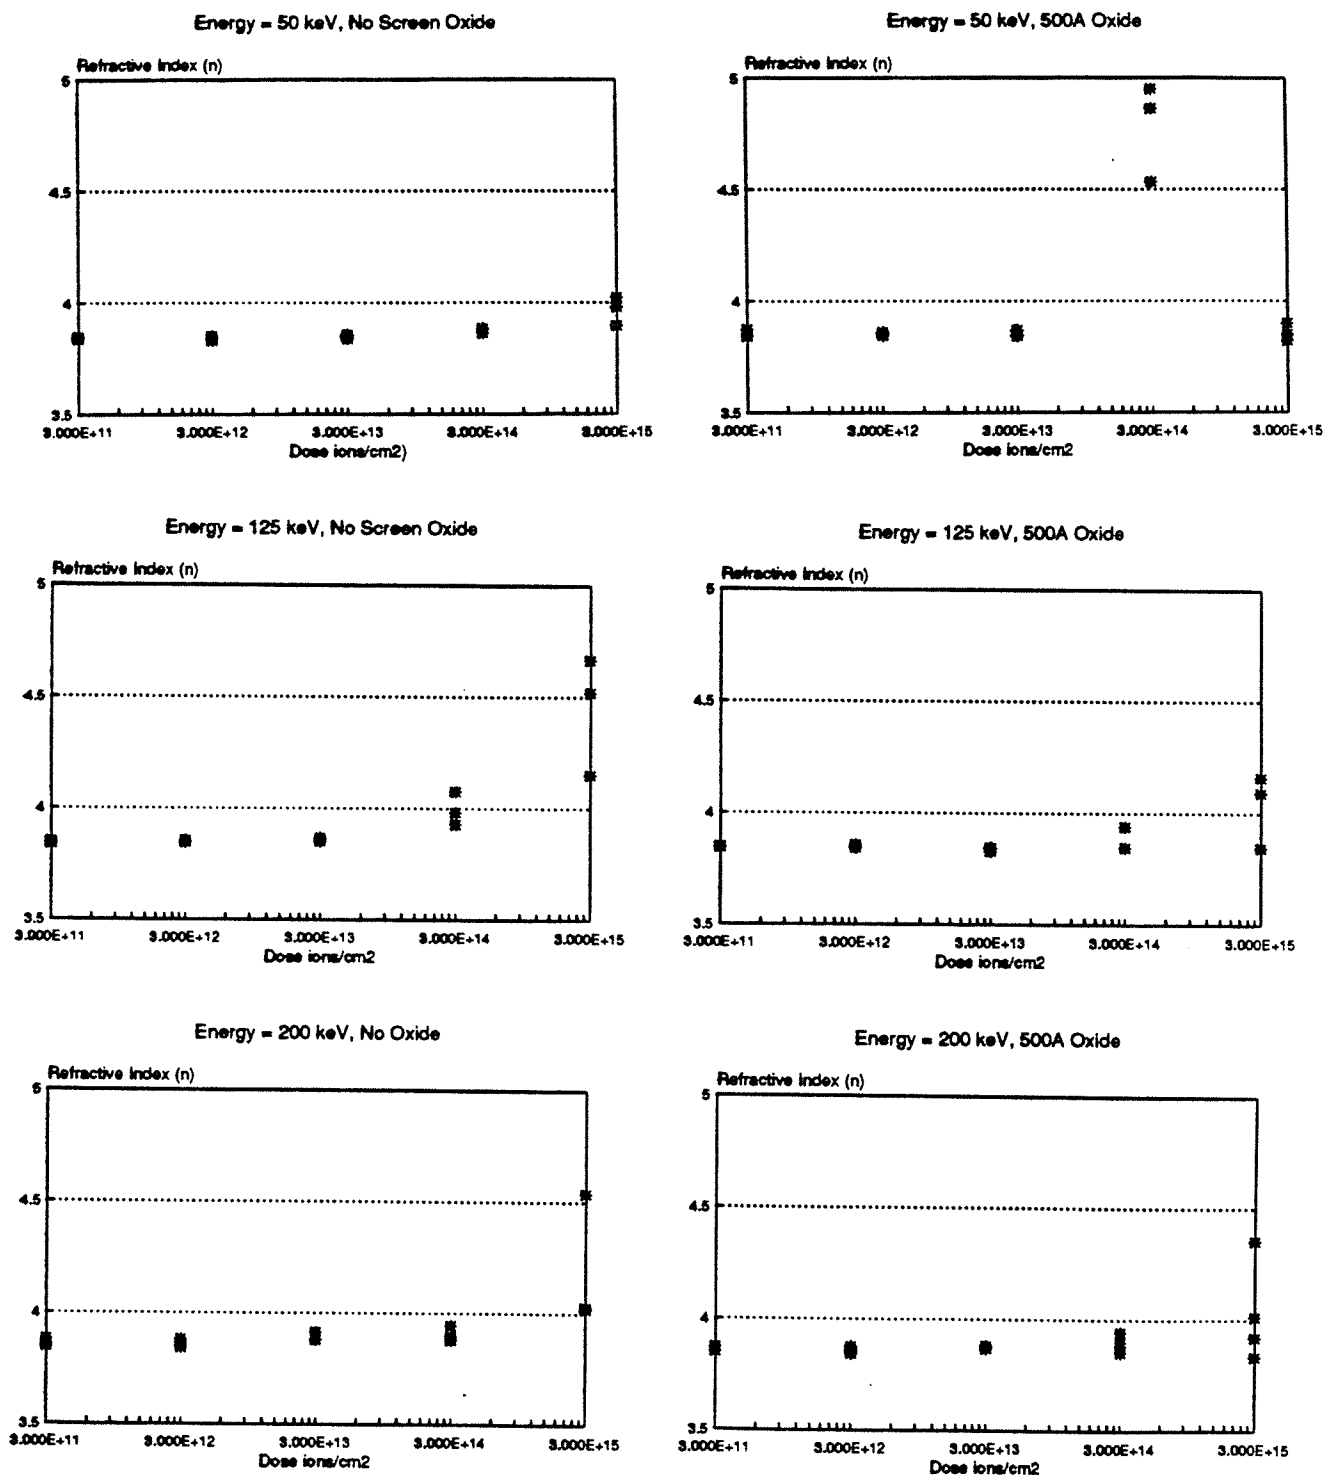 Energy = 50 keV, No Screen Oxide
Refractive Index (n)
5
4.5
4
3.5
3.000E+11 3.000E+12 3.000E+13 3.000E+14 3.000E+15
Dose ions/cm2)
Energy = 50 keV, 500A Oxide
Refractive Index (n)
5
4.5
4
3.5
3.000E+11 3.000E+12 3.000E+13 3.000E+14 3.000E+15
Dose ions/cm2
Energy = 125 keV, No Screen Oxide
Refractive Index (n)
5
4.5
4
3.5
3.000E+11 3.000E+12 3.000E+13 3.000E+14 3.000E+15
Dose ions/cm2
Energy = 125 keV, 500A Oxide
Refractive Index (n)
5
4.5
4
3.5
3.000E+11 3.000E+12 3.000E+13 3.000E+14 3.000E+15
Dose ions/cm2
Energy = 200 keV, No Oxide
Refractive Index (n)
5
4.5
4
3.5
3.000E+11 3.000E+12 3.000E+13 3.000E+14 3.000E+15
Dose ions/cm2
Energy = 200 keV, 500A Oxide
Refractive Index (n)
5
4.5
4
3.5
3.000E+11 3.000E+12 3.000E+13 3.000E+14 3.000E+15
Dose ions/cm2